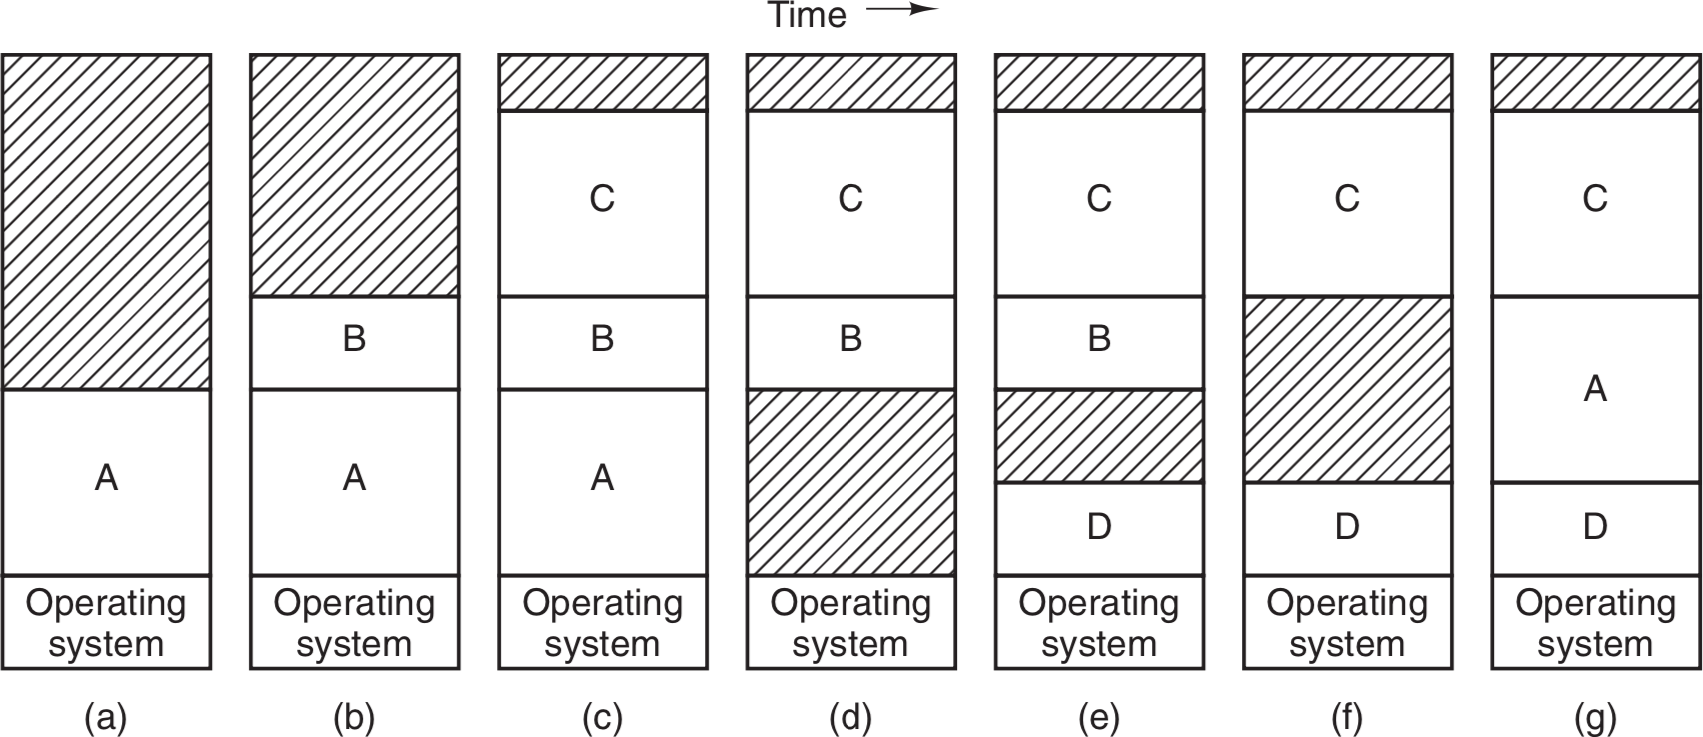 Time
C C C C C
B B B B
A
A A A
D D D
Operating Operating Operating Operating Operating Operating Operating
system system system system system system system
(a) (b) (c) (d) (e) (f) (g)